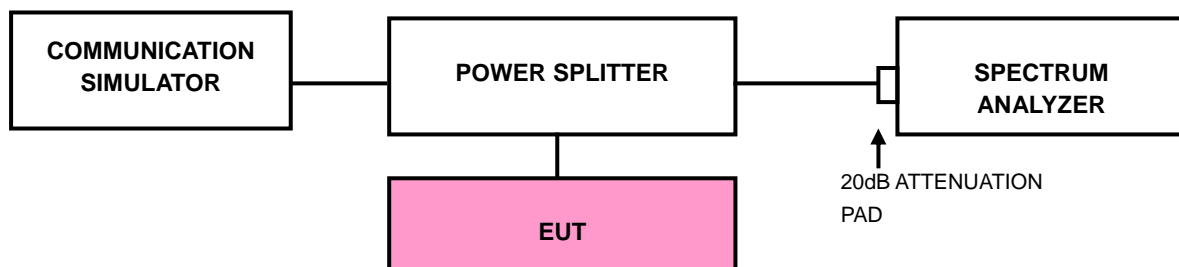 COMMUNICATION
SIMULATOR
POWER SPLITTER
SPECTRUM
ANALYZER
20dB ATTENUATION
PAD
EUT